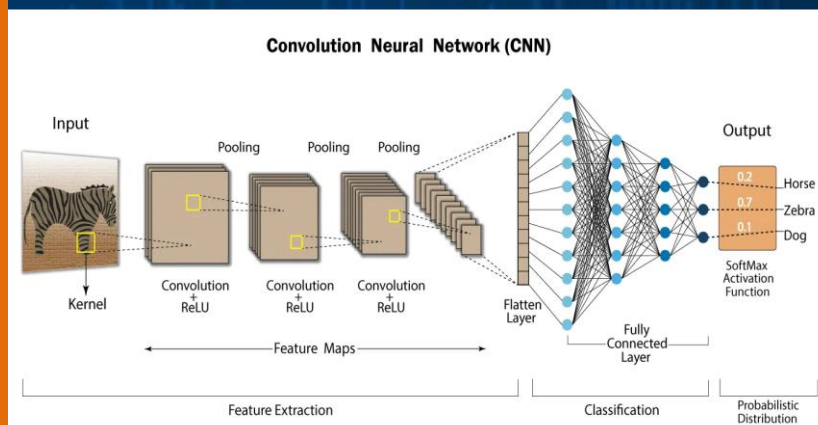 Convolution Neural Network (CNN)
Input
Pooling
Pooling
Pooling
Output
0.2
Horse
0.7
Zebra
0.1
Dog
SoftMax
Activation
Function
Kernel
Convolution
+
ReLU
Convolution
+
ReLU
Convolution
+
ReLU
Flatten
Layer
Fully
Connected
Layer
Feature Maps
Feature Extraction
Classification
Probabilistic
Distribution